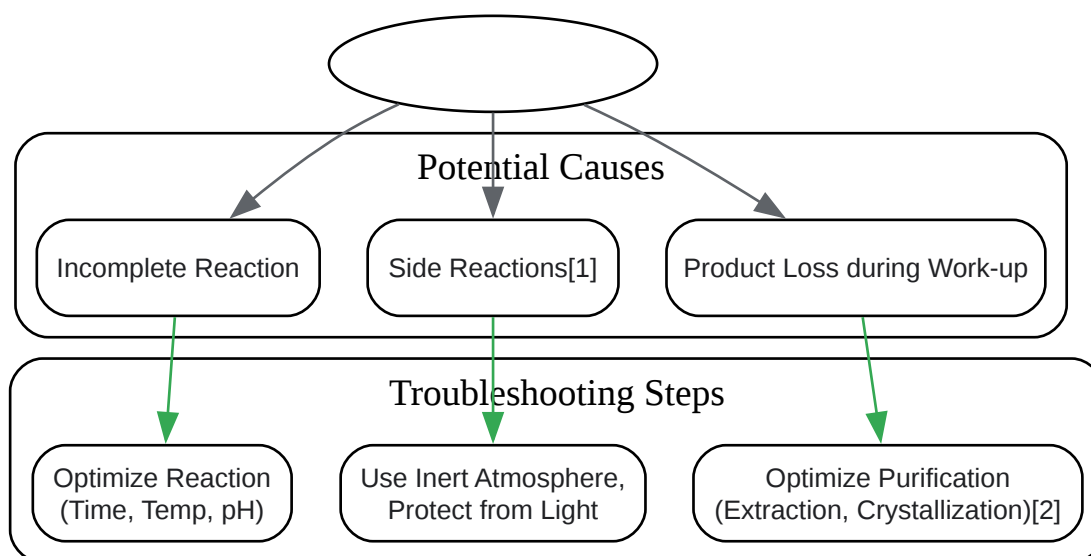 Potential Causes
Incomplete Reaction
Side Reactions[1]
Product Loss during Work-up
Troubleshooting Steps
Optimize Reaction
(Time, Temp, pH)
Use Inert Atmosphere,
Protect from Light
Optimize Purification
(Extraction, Crystallization)[2]